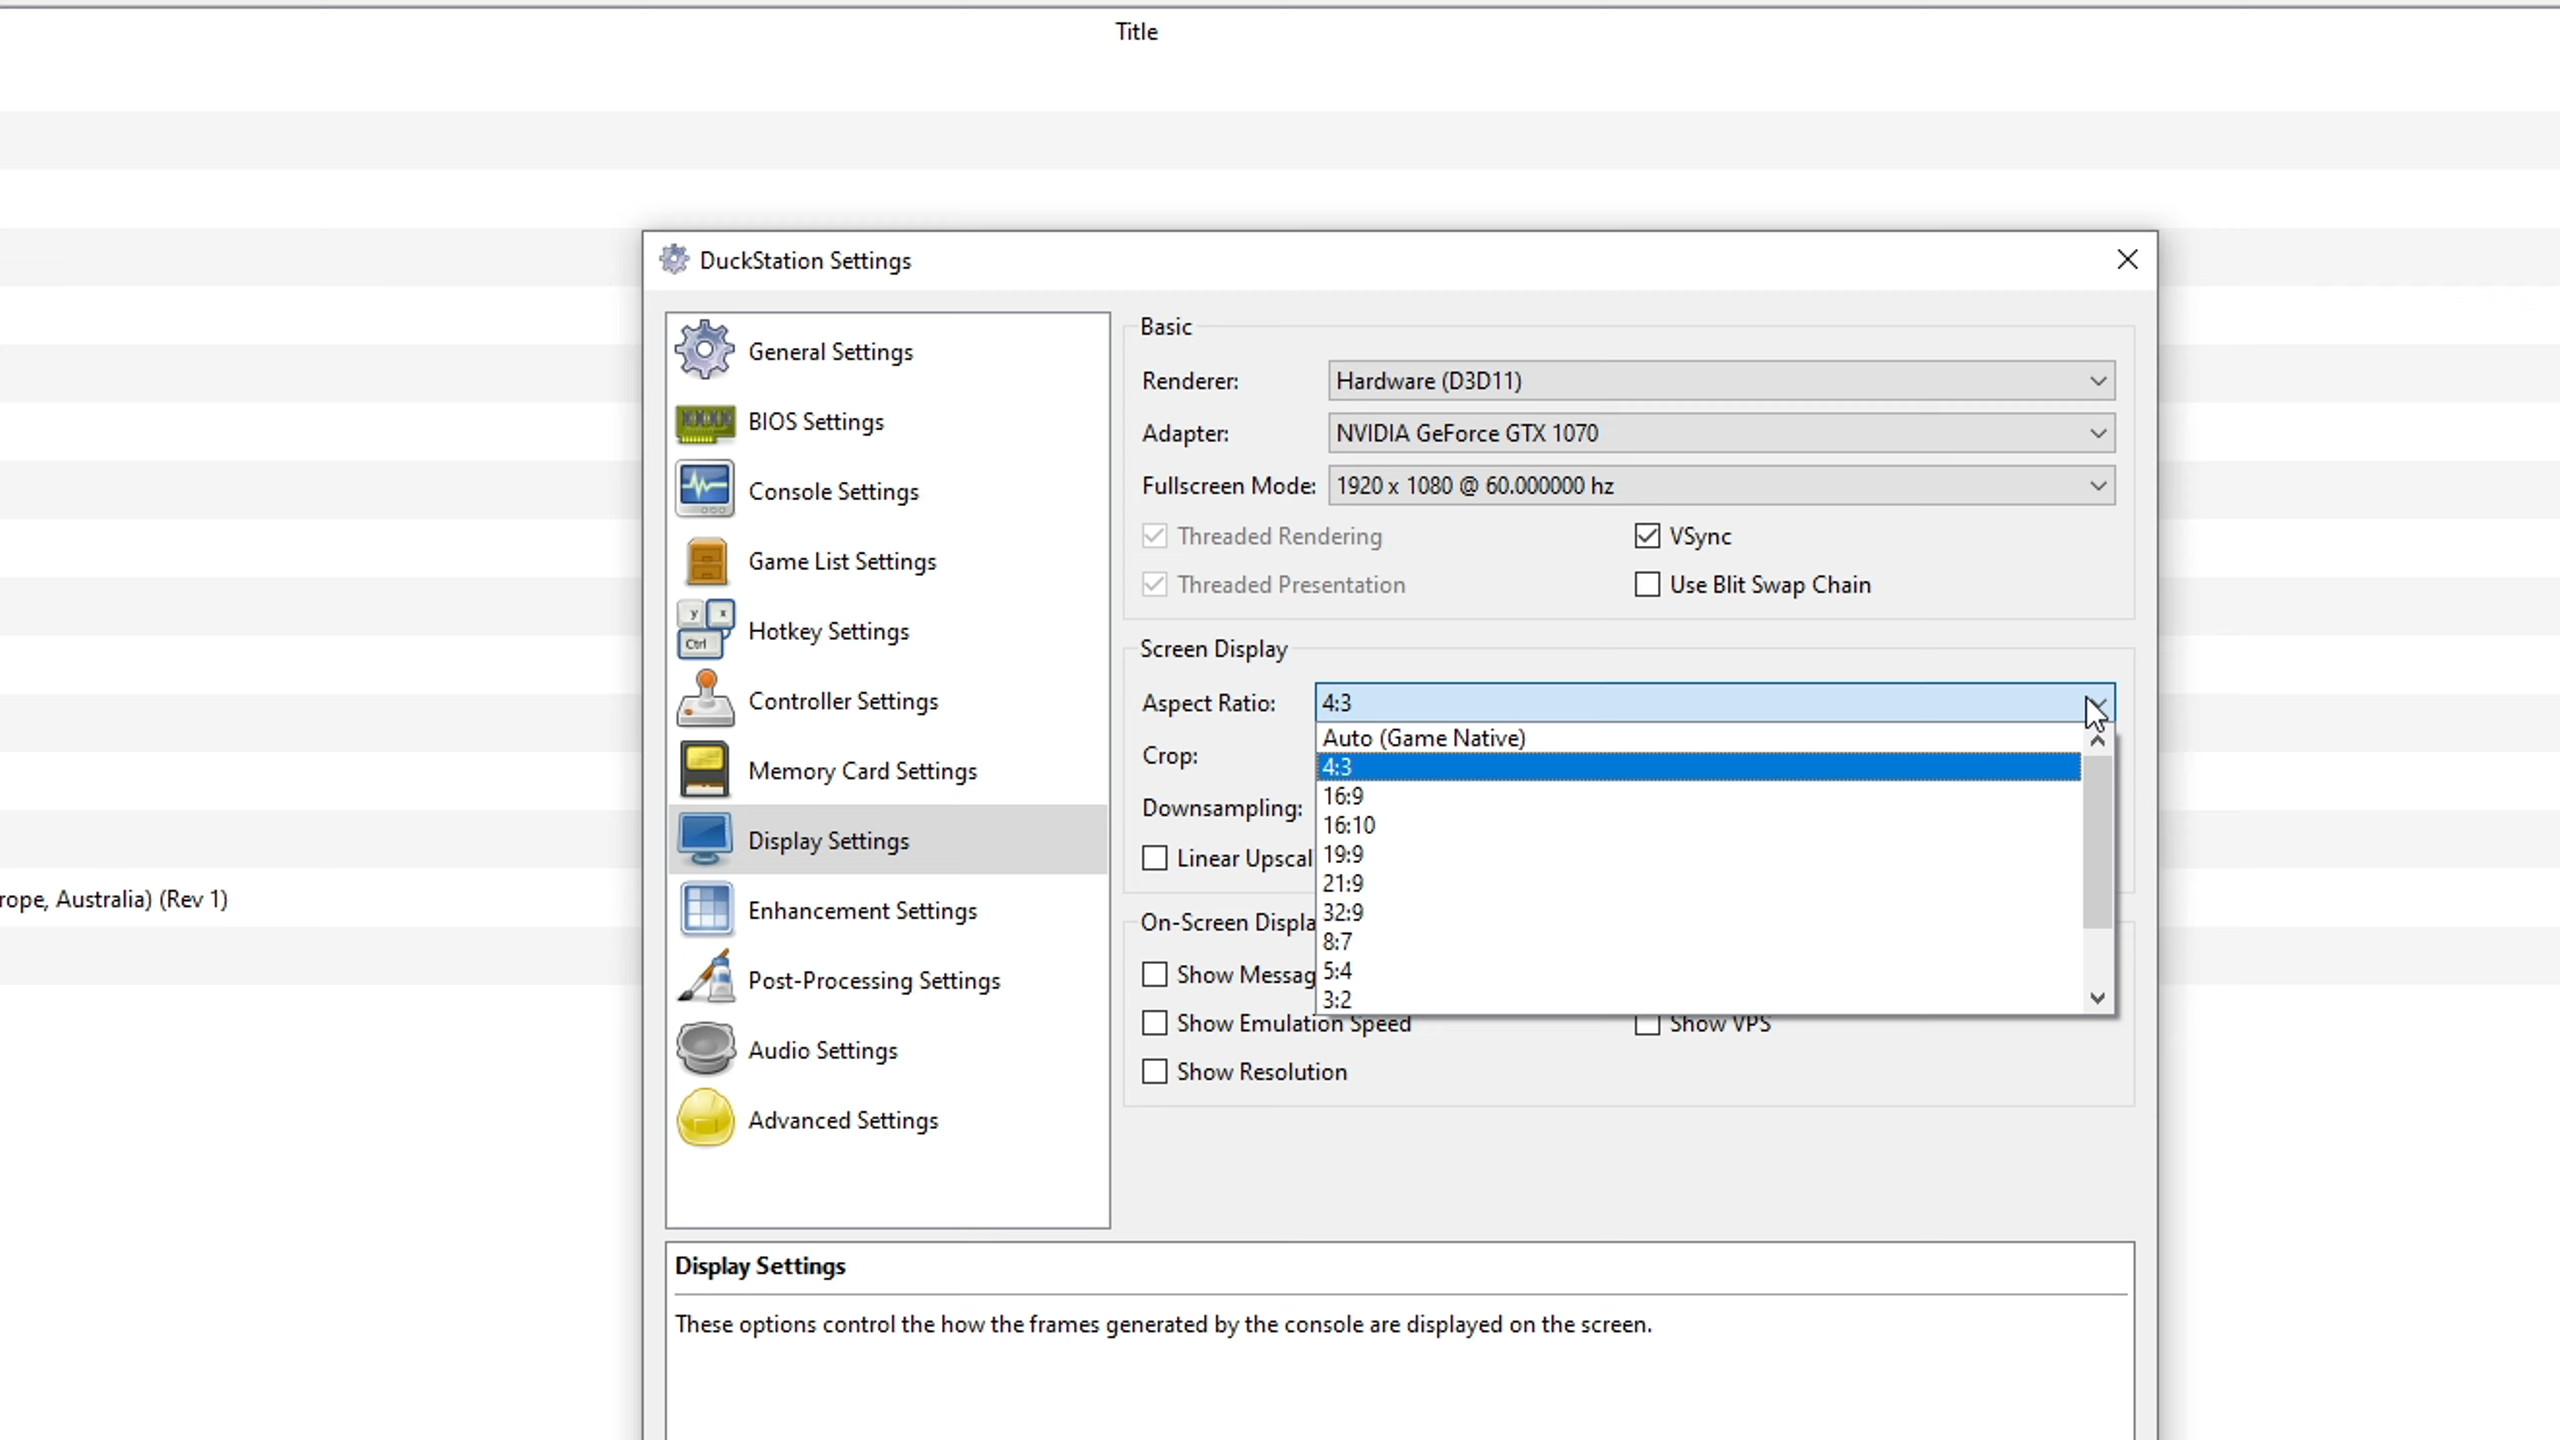 Title
DuckStation Settings
General Settings
BIOS Settings
Console Settings
Game List Settings
Hotkey Settings
Controller Settings
Memory Card Settings
Display Settings
Enhancement Settings
Post-Processing Settings
Audio Settings
Advanced Settings
Basic
Renderer: Hardware (D3D11)
Adapter: NVIDIA GeForce GTX 1070
Fullscreen Mode: 1920 x 1080 @ 60.000000 hz
Threaded Rendering VSync
Threaded Presentation Use Blit Swap Chain
Screen Display
Aspect Ratio: 4:3
Crop:
Downsampling:
Linear Upscal
Auto (Game Native)
4:3
16:9
16:10
19:9
21:9
32:9
8:7
5:4
3:2
On-Screen Displa
Show Messag
Show Emulation Speed Show VPS
Show Resolution
rope, Australia) (Rev 1)
Display Settings
These options control the how the frames generated by the console are displayed on the screen.